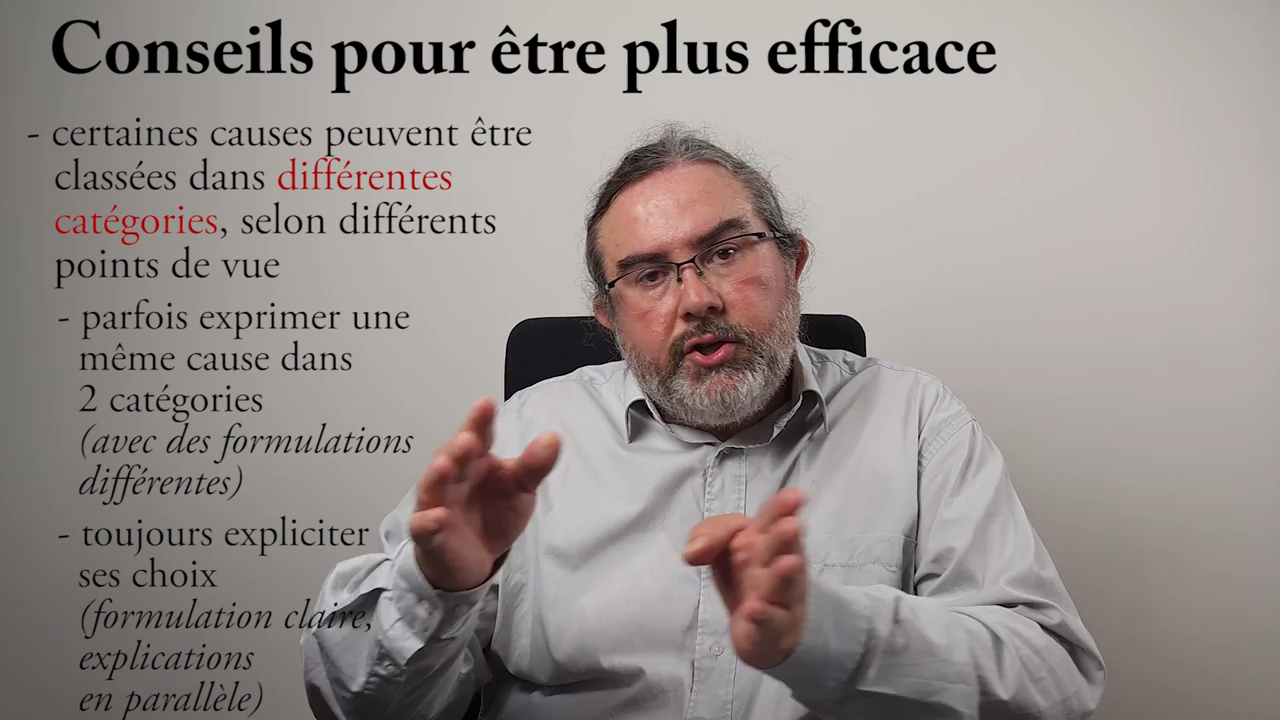 Conseils pour être plus efficace
- certaines causes peuvent être
classées dans différentes
catégories, selon différents
points de vue
- parfois exprimer une
même cause dans
2 catégories
(avec des formulations
différentes)
- toujours expliciter
ses choix
(formulation claire,
explications
en parallèle)